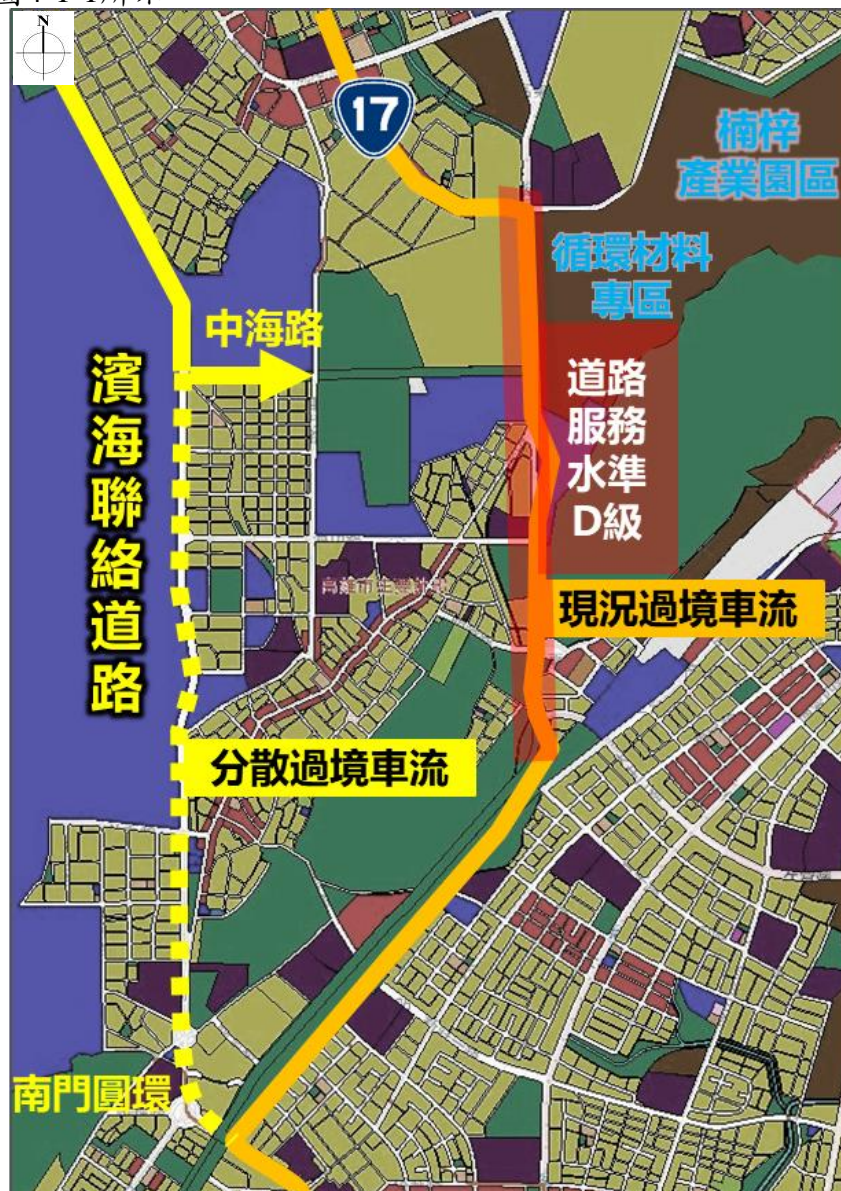 N
17
楠梓
產業園區
循環材料
專區
中海路
道路
服務
水準
D級
濱海聯絡道路
現況過境車流
分散過境車流
南門圓環